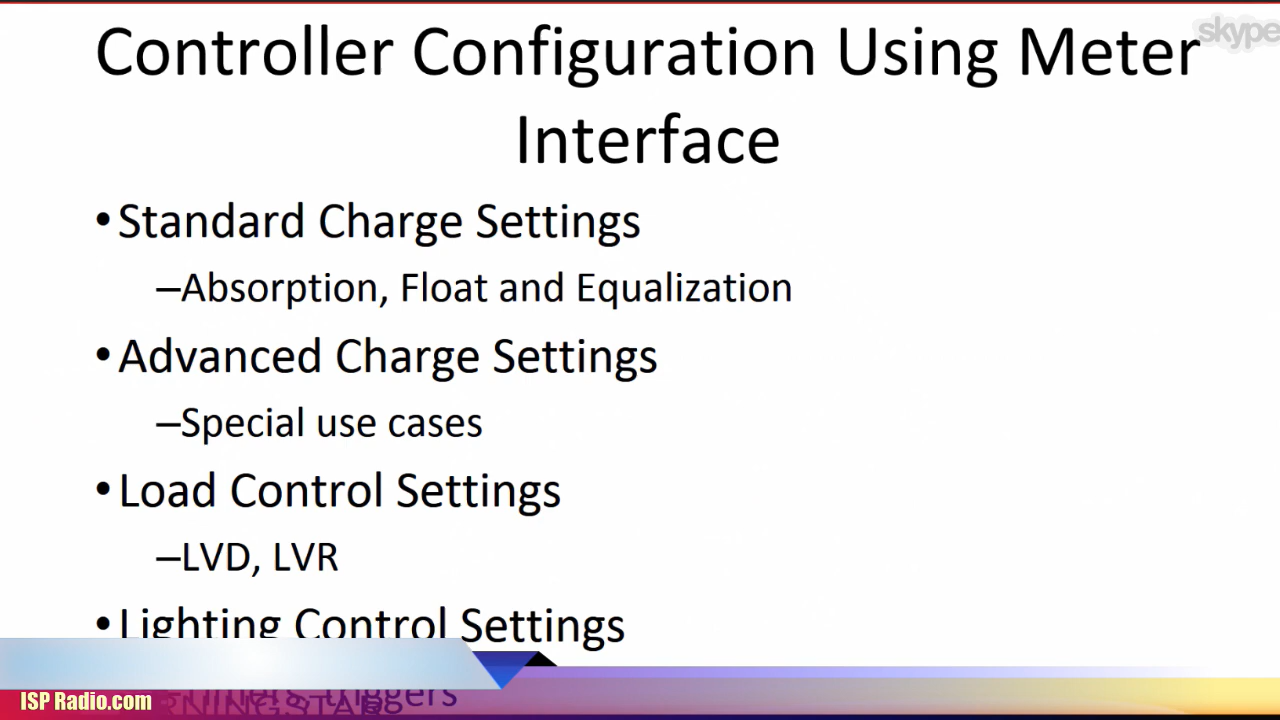 skype
Controller Configuration Using Meter
Interface
•Standard Charge Settings
–Absorption, Float and Equalization
•Advanced Charge Settings
–Special use cases
•Load Control Settings
–LVD, LVR
•Lighting Control Settings
triggers
ISP Radio.com